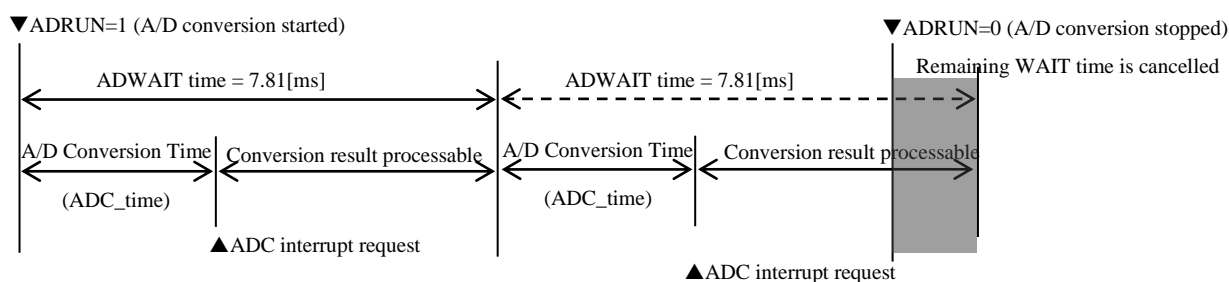 ▼ADRUN=1 (A/D conversion started)
▼ADRUN=0 (A/D conversion stopped)
ADWAIT time = 7.81[ms]
ADWAIT time = 7.81[ms]
Remaining WAIT time is cancelled
A/D Conversion Time
Conversion result processable
A/D Conversion Time
Conversion result processable
(ADC_time)
(ADC_time)
▲ADC interrupt request
▲ADC interrupt request